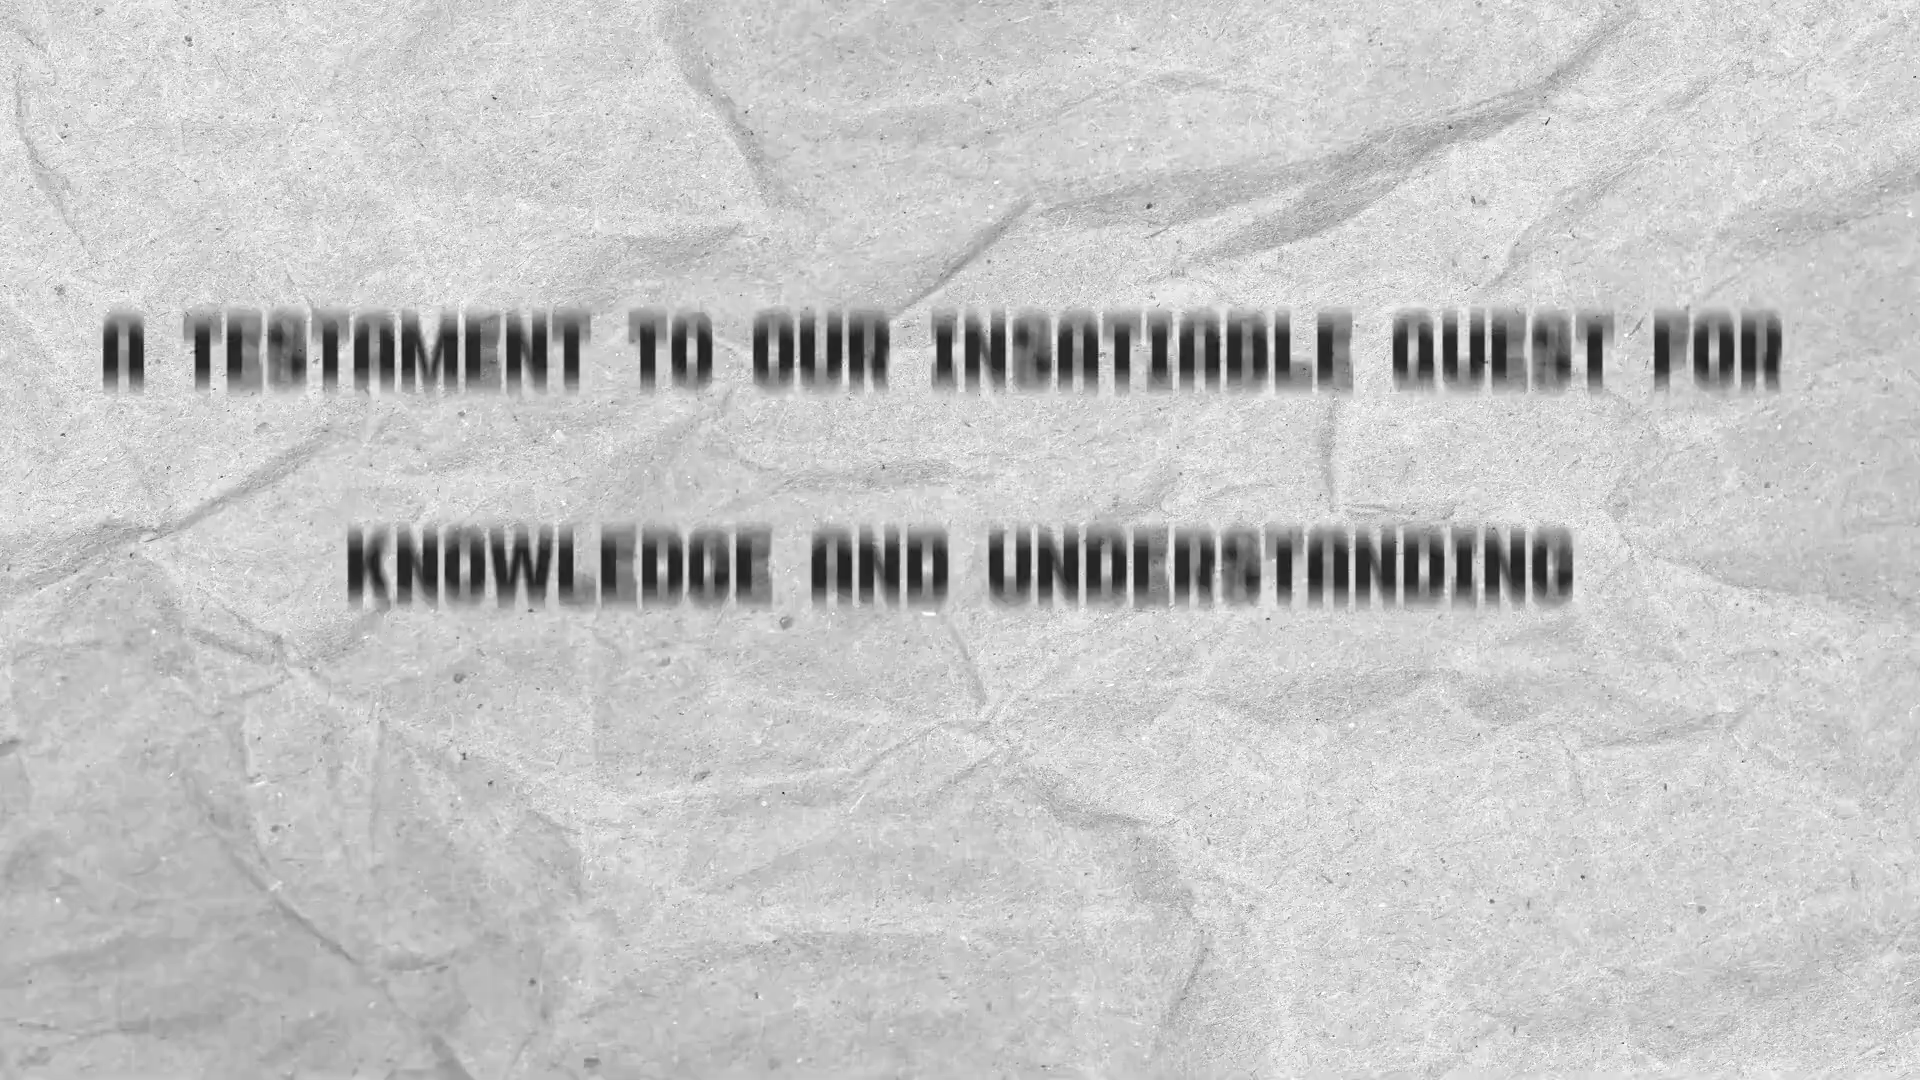 A TESTAMENT TO OUR INSATIABLE QUEST FOR
KNOWLEDGE AND UNDERSTANDING